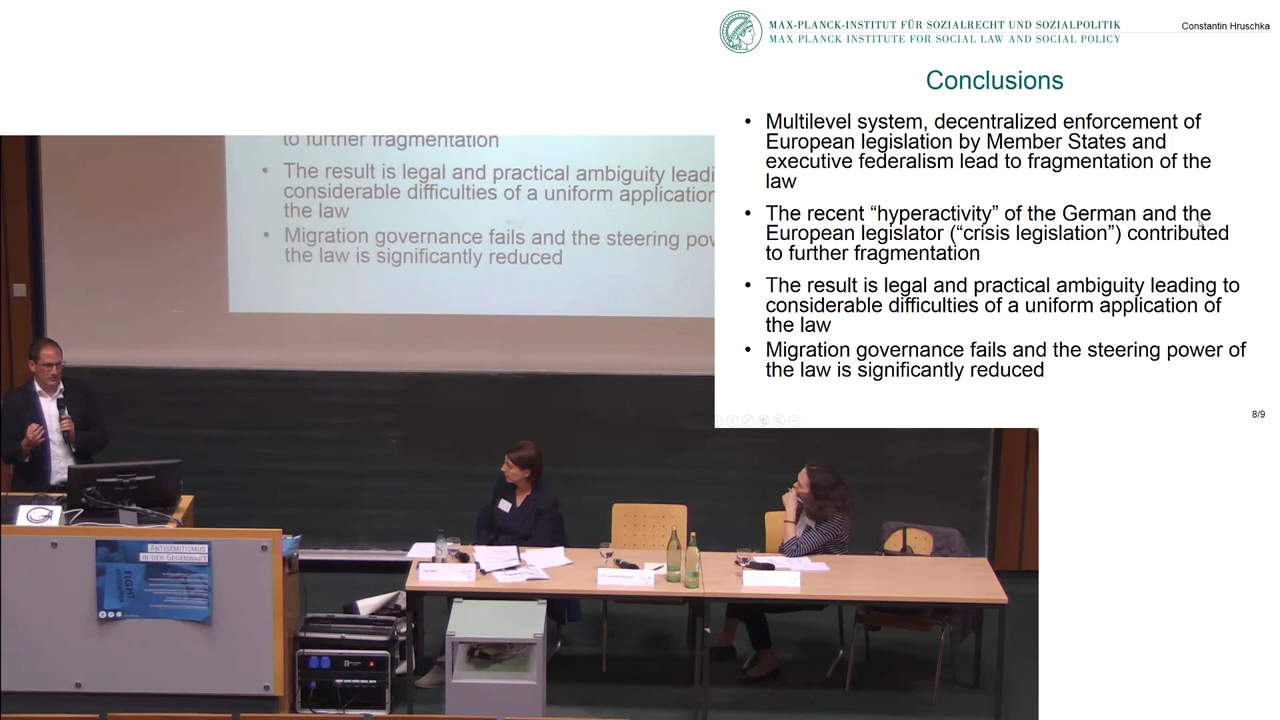 MAX-PLANCK-INSTITUT FÜR SOZIALRECHT UND SOZIALPOLITIK
MAX PLANCK INSTITUTE FOR SOCIAL LAW AND SOCIAL POLICY
Constantin Hruschka
Conclusions
• Multilevel system, decentralized enforcement of
European legislation by Member States and
executive federalism lead to fragmentation of the
law
• The recent “hyperactivity” of the German and the
European legislator (“crisis legislation”) contributed
to further fragmentation
• The result is legal and practical ambiguity leading to
considerable difficulties of a uniform application of
the law
• Migration governance fails and the steering power of
the law is significantly reduced
8/9
to further fragmentation
• The result is legal and practical ambiguity leadi
considerable difficulties of a uniform application
the law
• Migration governance fails and the steering pow
the law is significantly reduced
ANTISEMITISMUS
IN DER GEGENWART
FIGHT